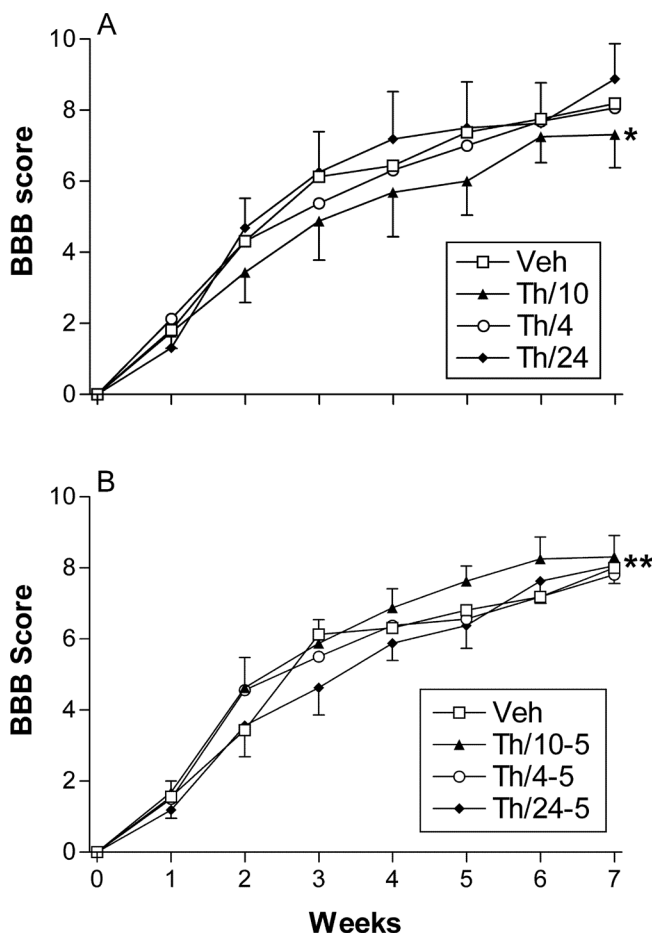 A
10
8
6
4
2
0
BBB score
*
Veh
Th/10
Th/4
Th/24
B
10
8
6
4
2
0
BBB Score
**
Veh
Th/10-5
Th/4-5
Th/24-5
0 1 2 3 4 5 6 7
Weeks